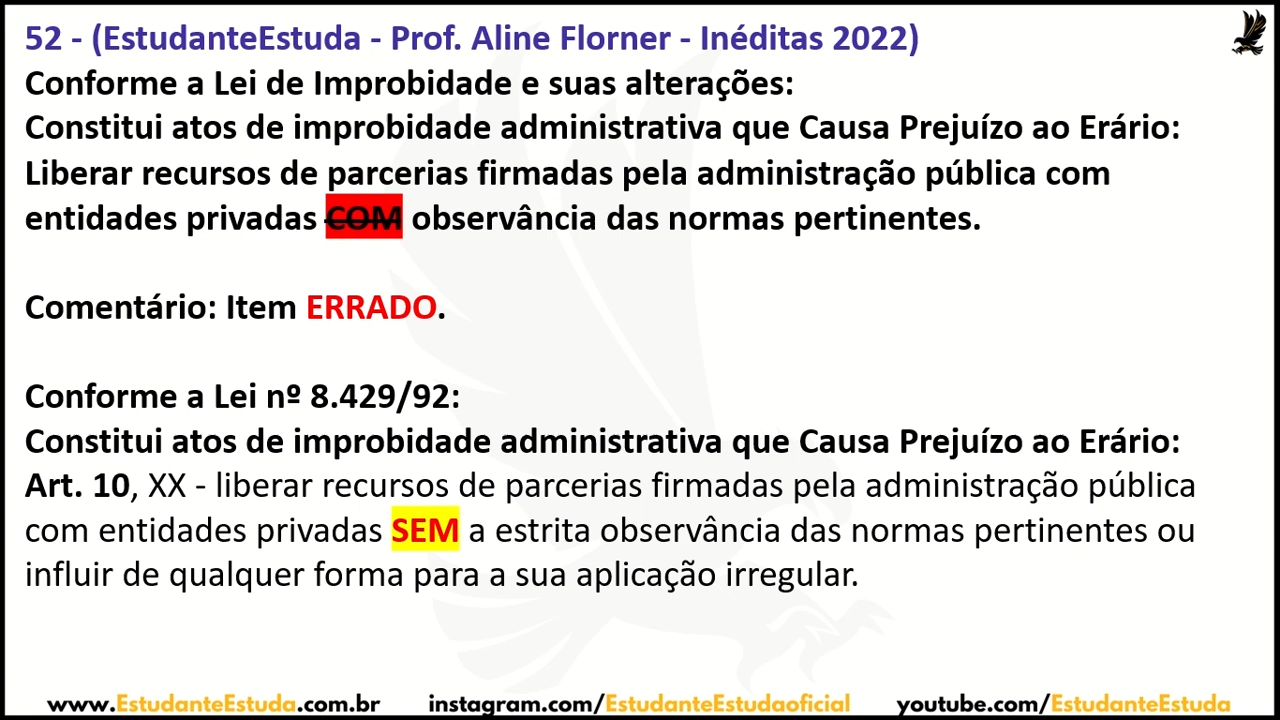 52 - (EstudanteEstuda - Prof. Aline Florner - Inéditas 2022)
Conforme a Lei de Improbidade e suas alterações:
Constitui atos de improbidade administrativa que Causa Prejuízo ao Erário:
Liberar recursos de parcerias firmadas pela administração pública com
entidades privadas COM observância das normas pertinentes.
Comentário: Item ERRADO.
Conforme a Lei nº 8.429/92:
Constitui atos de improbidade administrativa que Causa Prejuízo ao Erário:
Art. 10, XX - liberar recursos de parcerias firmadas pela administração pública
com entidades privadas SEM a estrita observância das normas pertinentes ou
influir de qualquer forma para a sua aplicação irregular.
www.EstudanteEstuda.com.br instagram.com/EstudanteEstudaoficial youtube.com/EstudanteEstuda